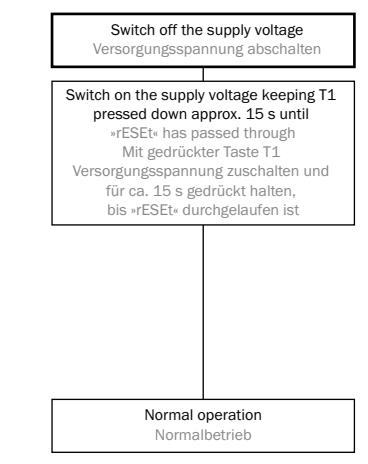 Switch off the supply voltage
Versorgungsspannung abschalten
Switch on the supply voltage keeping T1
pressed down approx. 15 s until
»rESEt« has passed through
Mit gedrückter Taste T1
Versorgungsspannung zuschalten und
für ca. 15 s gedrückt halten,
bis »rESEt« durchgelaufen ist
Normal operation
Normalbetrieb